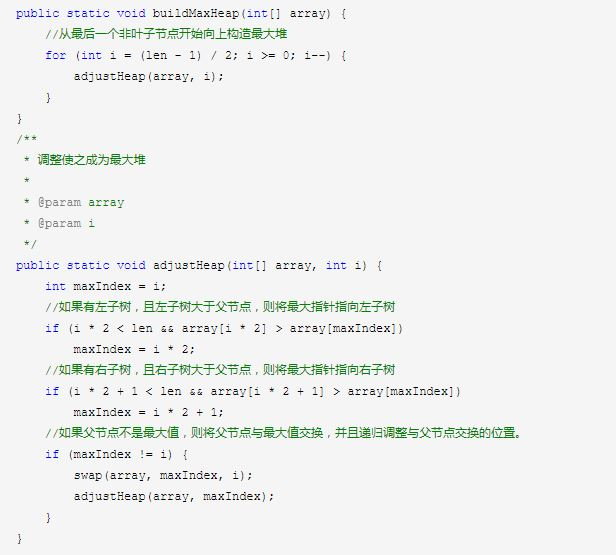 public static void buildMaxHeap(int[] array) {
    //从最后一个非叶子节点开始向上构造最大堆
    for (int i = (len - 1) / 2; i >= 0; i--) {
        adjustHeap(array, i);
    }
}
/**
 * 调整使之成为最大堆
 *
 * @param array
 * @param i
 */
public static void adjustHeap(int[] array, int i) {
    int maxIndex = i;
    //如果有左子树，且左子树大于父节点，则将最大指针指向左子树
    if (i * 2 < len && array[i * 2] > array[maxIndex])
        maxIndex = i * 2;
    //如果有右子树，且右子树大于父节点，则将最大指针指向右子树
    if (i * 2 + 1 < len && array[i * 2 + 1] > array[maxIndex])
        maxIndex = i * 2 + 1;
    //如果父节点不是最大值，则将父节点与最大值交换，并且递归调整与父节点交换的位置。
    if (maxIndex != i) {
        swap(array, maxIndex, i);
        adjustHeap(array, maxIndex);
    }
}